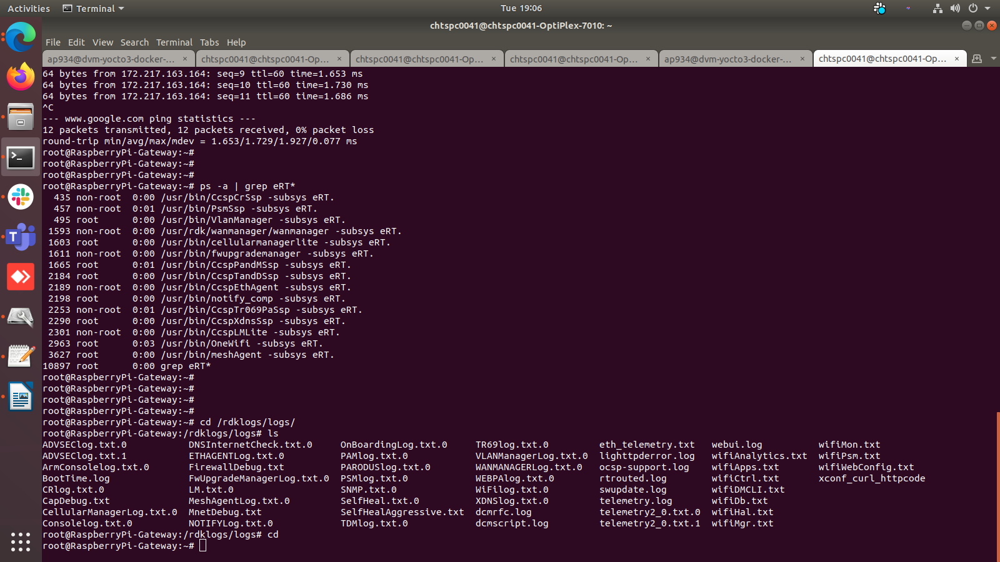 Activities Terminal Tue 19:06
chtspc0041@chtspc0041-OptiPlex-7010: ~
File Edit View Search Terminal Tabs Help
ap934@dvm-yocto3-docker-... × chtspc0041@chtspc0041-Op... × chtspc0041@chtspc0041-Op... × chtspc0041@chtspc0041-Op... × ap934@dvm-yocto3-docker-... × chtspc0041@chtspc0041-Op... ×
64 bytes from 172.217.163.164: seq=9 ttl=60 time=1.653 ms
64 bytes from 172.217.163.164: seq=10 ttl=60 time=1.730 ms
64 bytes from 172.217.163.164: seq=11 ttl=60 time=1.686 ms
^C
--- www.google.com ping statistics ---
12 packets transmitted, 12 packets received, 0% packet loss
round-trip min/avg/max/mdev = 1.653/1.729/1.927/0.077 ms
root@RaspberryPi-Gateway:~#
root@RaspberryPi-Gateway:~#
root@RaspberryPi-Gateway:~#
root@RaspberryPi-Gateway:~# ps -a | grep eRT*
435 non-root 0:00 /usr/bin/CcspCrSsp -subsys eRT.
457 non-root 0:01 /usr/bin/PsmSsp -subsys eRT.
495 root 0:00 /usr/bin/VlanManager -subsys eRT.
1593 non-root 0:00 /usr/rdk/wanmanager/wanmanager -subsys eRT.
1603 root 0:00 /usr/bin/cellularmanagerlite -subsys eRT.
1611 non-root 0:00 /usr/bin/fwupgrademanager -subsys eRT.
1665 root 0:01 /usr/bin/CcspPandMSsp -subsys eRT.
2184 root 0:00 /usr/bin/CcspTandDSsp -subsys eRT.
2189 non-root 0:00 /usr/bin/CcspEthAgent -subsys eRT.
2198 root 0:00 /usr/bin/notify_comp -subsys eRT.
2253 non-root 0:01 /usr/bin/CcspTr069PaSsp -subsys eRT.
2290 root 0:00 /usr/bin/CcspXdnsSsp -subsys eRT.
2301 non-root 0:00 /usr/bin/CcspLMLite -subsys eRT.
2963 root 0:03 /usr/bin/OneWifi -subsys eRT.
3627 root 0:00 /usr/bin/meshAgent -subsys eRT.
10897 root 0:00 grep eRT*
root@RaspberryPi-Gateway:~#
root@RaspberryPi-Gateway:~#
root@RaspberryPi-Gateway:~#
root@RaspberryPi-Gateway:~#
root@RaspberryPi-Gateway:~# cd /rdklogs/logs/
root@RaspberryPi-Gateway:/rdklogs/logs# ls
ADVSEClog.txt.0 DNSInternetCheck.txt.0 OnBoardingLog.txt.0 TR69log.txt.0 eth_telemetry.txt webui.log wifiMon.txt
ADVSEClog.txt.1 ETHAGENTLog.txt.0 PAMlog.txt.0 VLANManagerLog.txt.0 lighttpderror.log wifiAnalytics.txt wifiPsm.txt
ArmConsolelog.txt.0 FirewallDebug.txt PARODUSlog.txt.0 WANMANAGERLog.txt.0 ocsp-support.log wifiApps.txt wifiWebConfig.txt
BootTime.log FwUpgradeManagerLog.txt.0 PSMlog.txt.0 WEBPAlog.txt.0 rtrouted.log wifiCtrl.txt xconf_curl_httpcode
CRlog.txt.0 LM.txt.0 SNMP.txt.0 WiFilog.txt.0 swupdate.log wifiDMCLI.txt
CapDebug.txt MeshAgentLog.txt.0 SelfHeal.txt.0 XDNSlog.txt.0 telemetry.log wifiDb.txt
CellularManagerLog.txt.0 MnetDebug.txt SelfHealAggressive.txt dcmrfc.log telemetry2_0.txt.0 wifiHal.txt
Consolelog.txt.0 NOTIFYLog.txt.0 TDMlog.txt.0 dcmscript.log telemetry2_0.txt.1 wifiMgr.txt
root@RaspberryPi-Gateway:/rdklogs/logs# cd
root@RaspberryPi-Gateway:~#